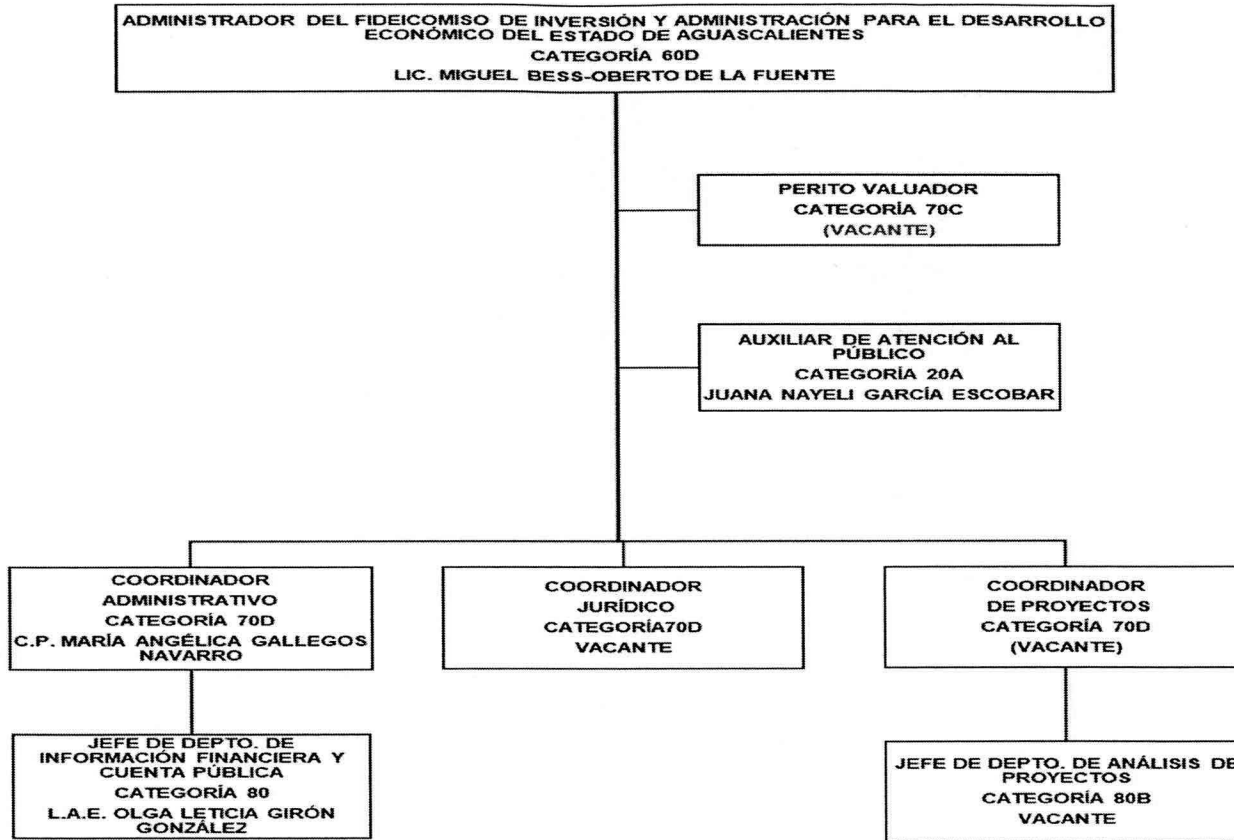 ADMINISTRADOR DEL FIDEICOMISO DE INVERSIÓN Y ADMINISTRACIÓN PARA EL DESARROLLO
ECONÓMICO DEL ESTADO DE AGUASCALIENTES
CATEGORÍA 60D
LIC. MIGUEL BESS-OBERTO DE LA FUENTE
PERITO VALUADOR
CATEGORÍA 70C
(VACANTE)
AUXILIAR DE ATENCIÓN AL
PÚBLICO
CATEGORÍA 20A
JUANA NAYELI GARCÍA ESCOBAR
COORDINADOR
ADMINISTRATIVO
CATEGORÍA 70D
C.P. MARÍA ANGÉLICA GALLEGOS
NAVARRO
COORDINADOR
JURÍDICO
CATEGORÍA70D
VACANTE
COORDINADOR
DE PROYECTOS
CATEGORÍA 70D
(VACANTE)
JEFE DE DEPTO. DE
INFORMACIÓN FINANCIERA Y
CUENTA PÚBLICA
CATEGORÍA 80
L.A.E. OLGA LETICIA GIRÓN
GONZÁLEZ
JEFE DE DEPTO. DE ANÁLISIS DE
PROYECTOS
CATEGORÍA 80B
VACANTE